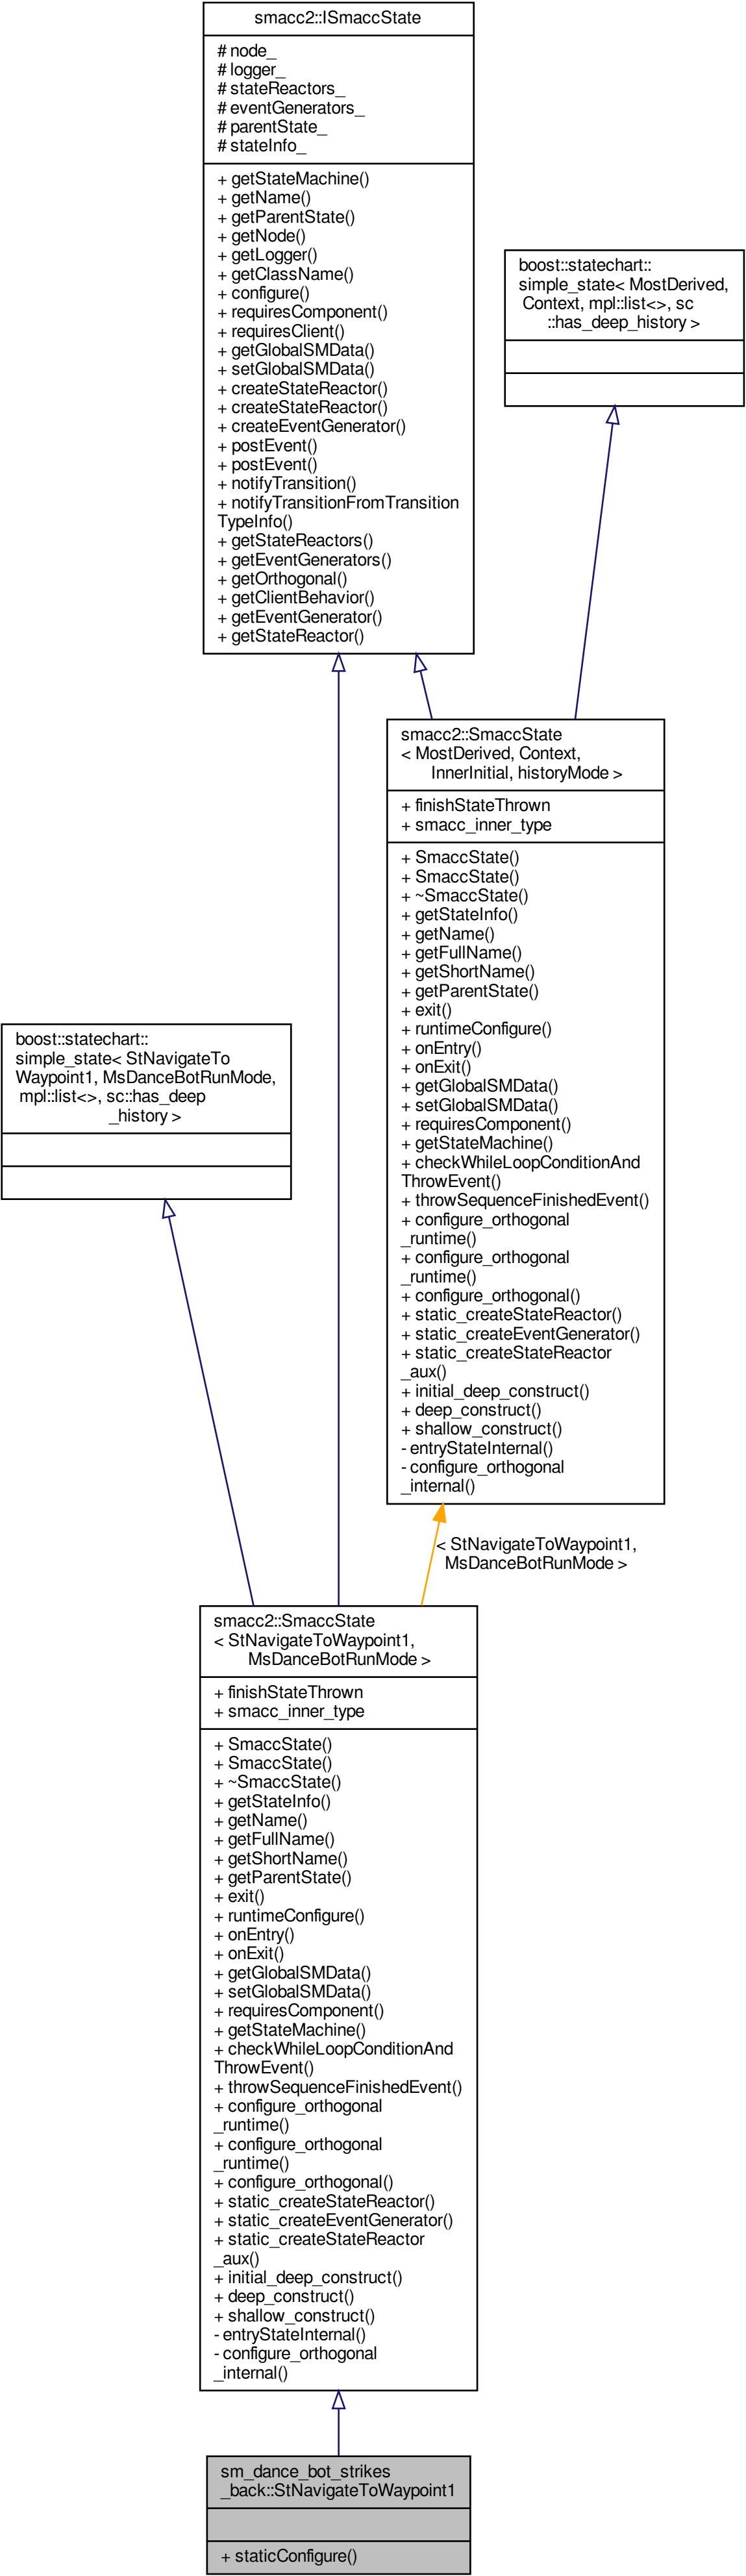 smacc2::ISmaccState
# node_
# logger_
# stateReactors_
# eventGenerators_
# parentState_
# stateInfo_
+ getStateMachine()
+ getName()
+ getParentState()
+ getNode()
+ getLogger()
+ getClassName()
+ configure()
+ requiresComponent()
+ requiresClient()
+ getGlobalSMData()
+ setGlobalSMData()
+ createStateReactor()
+ createStateReactor()
+ createEventGenerator()
+ postEvent()
+ postEvent()
+ notifyTransition()
+ notifyTransitionFromTransition
TypeInfo()
+ getStateReactors()
+ getEventGenerators()
+ getOrthogonal()
+ getClientBehavior()
+ getEventGenerator()
+ getStateReactor()
boost::statechart::
simple_state< MostDerived,
Context, mpl::list<>, sc
::has_deep_history >
smacc2::SmaccState
< MostDerived, Context,
InnerInitial, historyMode >
+ finishStateThrown
+ smacc_inner_type
+ SmaccState()
+ SmaccState()
+ ~SmaccState()
+ getStateInfo()
+ getName()
+ getFullName()
+ getShortName()
+ getParentState()
+ exit()
+ runtimeConfigure()
+ onEntry()
+ onExit()
+ getGlobalSMData()
+ setGlobalSMData()
+ requiresComponent()
+ getStateMachine()
+ checkWhileLoopConditionAnd
ThrowEvent()
+ throwSequenceFinishedEvent()
+ configure_orthogonal
_runtime()
+ configure_orthogonal
_runtime()
+ configure_orthogonal()
+ static_createStateReactor()
+ static_createEventGenerator()
+ static_createStateReactor
_aux()
+ initial_deep_construct()
+ deep_construct()
+ shallow_construct()
- entryStateInternal()
- configure_orthogonal
_internal()
boost::statechart::
simple_state< StNavigateTo
Waypoint1, MsDanceBotRunMode,
mpl::list<>, sc::has_deep
_history >
< StNavigateToWaypoint1,
MsDanceBotRunMode >
smacc2::SmaccState
< StNavigateToWaypoint1,
MsDanceBotRunMode >
+ finishStateThrown
+ smacc_inner_type
+ SmaccState()
+ SmaccState()
+ ~SmaccState()
+ getStateInfo()
+ getName()
+ getFullName()
+ getShortName()
+ getParentState()
+ exit()
+ runtimeConfigure()
+ onEntry()
+ onExit()
+ getGlobalSMData()
+ setGlobalSMData()
+ requiresComponent()
+ getStateMachine()
+ checkWhileLoopConditionAnd
ThrowEvent()
+ throwSequenceFinishedEvent()
+ configure_orthogonal
_runtime()
+ configure_orthogonal
_runtime()
+ configure_orthogonal()
+ static_createStateReactor()
+ static_createEventGenerator()
+ static_createStateReactor
_aux()
+ initial_deep_construct()
+ deep_construct()
+ shallow_construct()
- entryStateInternal()
- configure_orthogonal
_internal()
sm_dance_bot_strikes
_back::StNavigateToWaypoint1
+ staticConfigure()